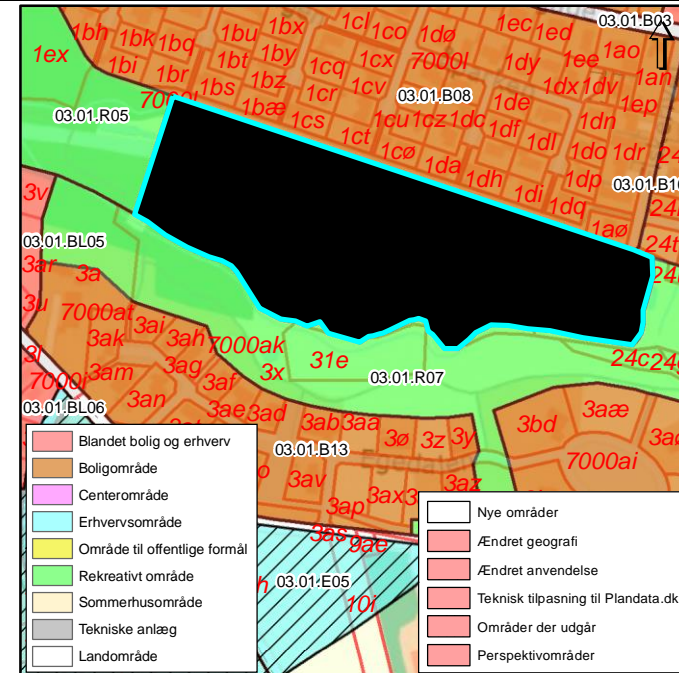 03.01.B03
1bh 1bk 1bq 1bu 1bx 1cl 1co 1dø 1ec 1ed
1ex 1bi 1br 1bt 1by 1cq 1cx 7000l 1dy 1ee 1ao
1bs 1bz 1cr 1cv 03.01.B08 1dx 1dv 1an
1bæ 1cs 1ct 1cu 1cz 1dc 1de 1df 1dn 1ep
03.01.R05
1cø 1da 1dl 1do 1dr
1dh 1di 1dp
1dq 1aø
3v
03.01.BL05
24t
3ar 3a
3u 7000at 3ai 3ah 7000ak 31e 24c
3ak 3ag 3x 03.01.R07
3am 3af
03.01.BL06 3an 3ae 3ad 3ab 3aa 3ø 3z 3y 3bd 3aæ
03.01.B13 Egedalen 7000ai
3av 3ax 3az
3ap
3as 9ae
03.01.E05 10i
Blandet bolig og erhverv
Boligområde
Centerområde
Erhvervsområde
Område til offentlige formål
Rekreativt område
Sommerhusområde
Tekniske anlæg
Landområde
Nye områder
Ændret geografi
Ændret anvendelse
Teknisk tilpasning til Plandata.dk
Områder der udgår
Perspektivområder